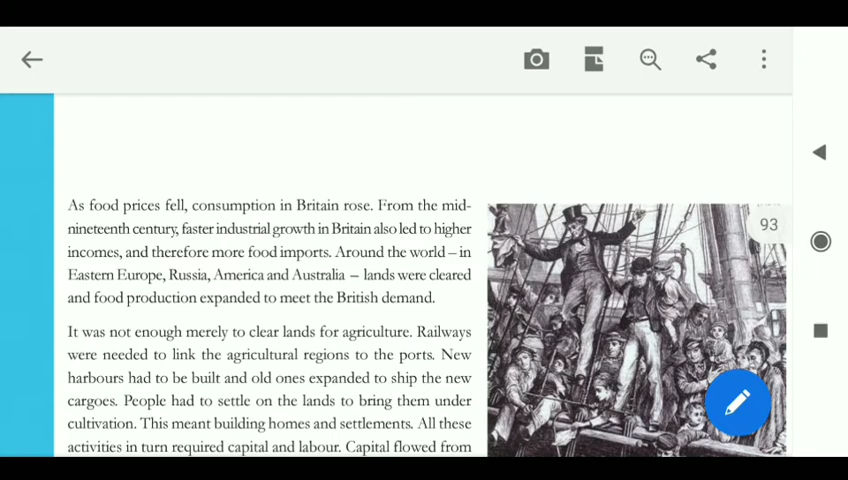 93
As food prices fell, consumption in Britain rose. From the mid-
nineteenth century, faster industrial growth in Britain also led to higher
incomes, and therefore more food imports. Around the world – in
Eastern Europe, Russia, America and Australia – lands were cleared
and food production expanded to meet the British demand.
It was not enough merely to clear lands for agriculture. Railways
were needed to link the agricultural regions to the ports. New
harbours had to be built and old ones expanded to ship the new
cargoes. People had to settle on the lands to bring them under
cultivation. This meant building homes and settlements. All these
activities in turn required capital and labour. Capital flowed from